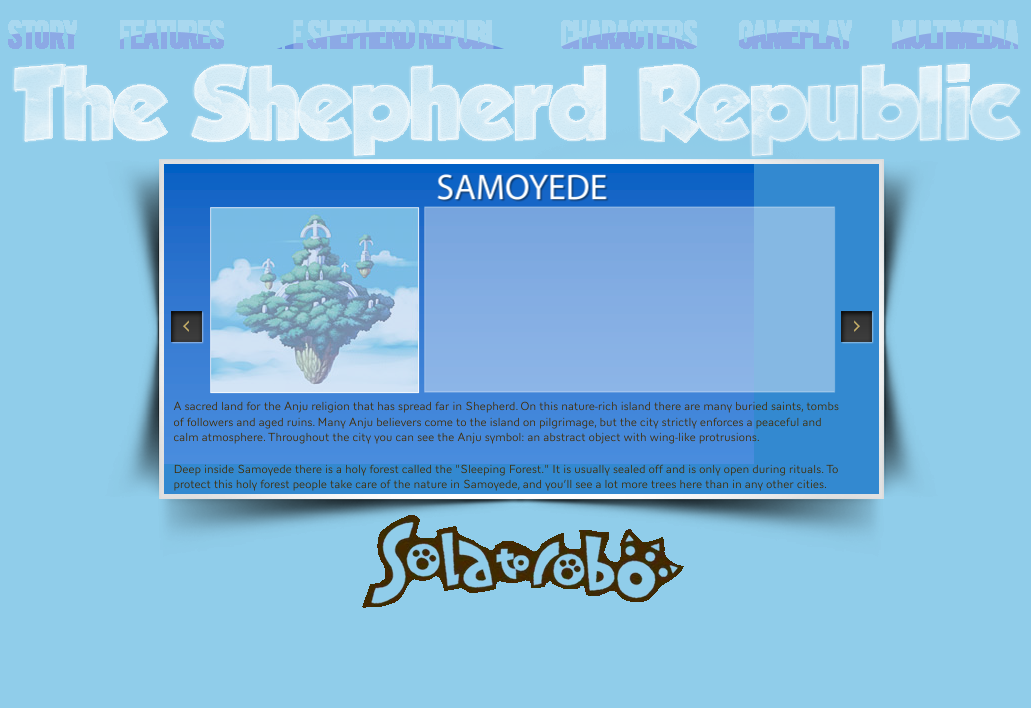 STORY FEATURES E SHEPHERD REPUBL CHARACTERS GAMEPLAY MULTIMEDIA
The Shepherd Republic
SAMOYEDE
A sacred land for the Anju religion that has spread far in Shepherd. On this nature-rich island there are many buried saints, tombs
of followers and aged ruins. Many Anju believers come to the island on pilgrimage, but the city strictly enforces a peaceful and
calm atmosphere. Throughout the city you can see the Anju symbol: an abstract object with wing-like protrusions.
Deep inside Samoyede there is a holy forest called the "Sleeping Forest." It is usually sealed off and is only open during rituals. To
protect this holy forest people take care of the nature in Samoyede, and you'll see a lot more trees here than in any other cities.
Solatorobo